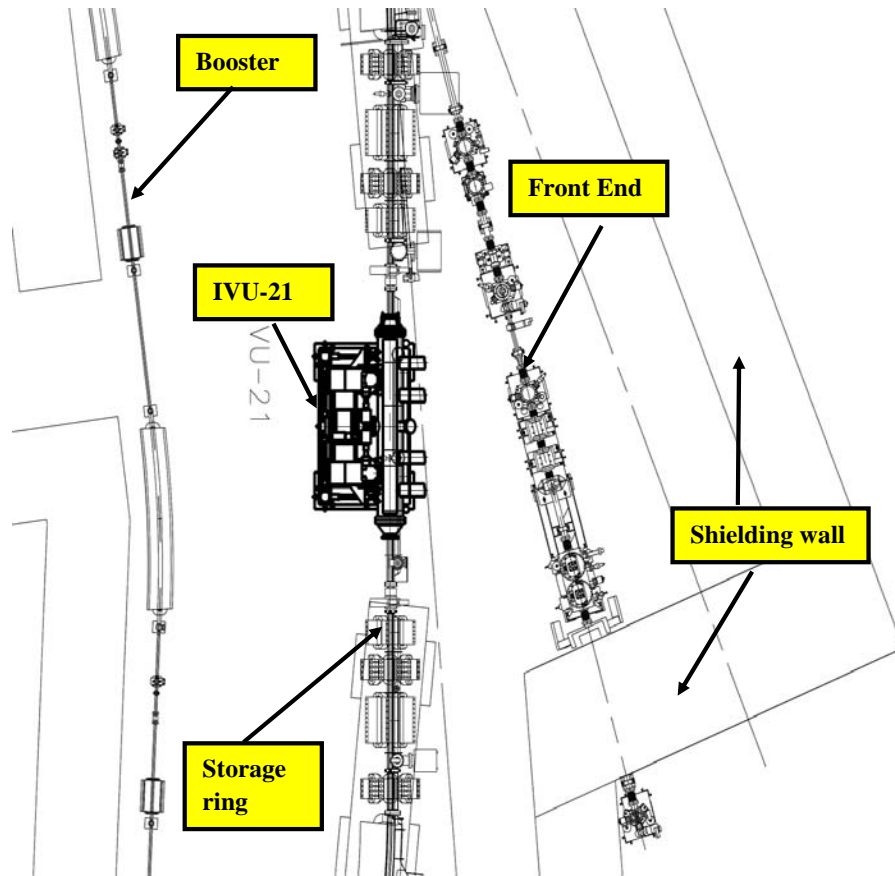 Booster
Front End
IVU-21
VU-21
Shielding wall
Storage
ring